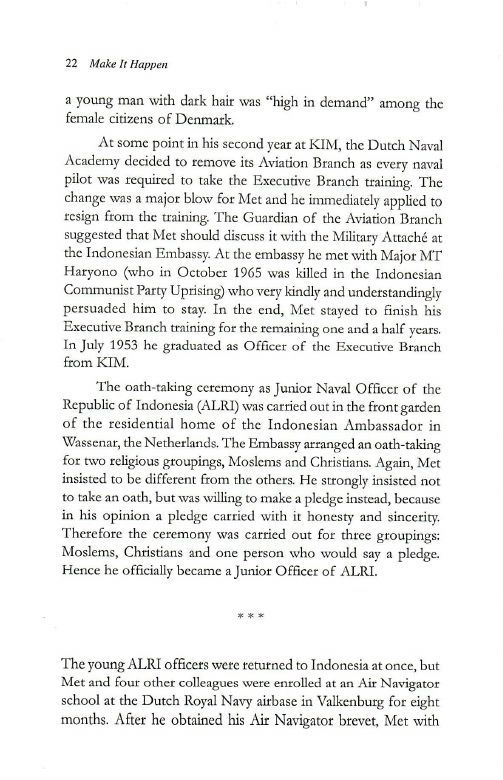 22 Make It Happen
a young man with dark hair was “high in demand” among the
female citizens of Denmark.
At some point in his second year at KIM, the Dutch Naval
Academy decided to remove its Aviation Branch as every naval
pilot was required to take the Executive Branch training. The
change was a major blow for Met and he immediately applied to
resign from the training. The Guardian of the Aviation Branch
suggested that Met should discuss it with the Military Attaché at
the Indonesian Embassy. At the embassy he met with Major MT
Haryono (who in October 1965 was killed in the Indonesian
Communist Party Uprising) who very kindly and understandingly
persuaded him to stay. In the end, Met stayed to finish his
Executive Branch training for the remaining one and a half years.
In July 1953 he graduated as Officer of the Executive Branch
from KIM.
The oath-taking ceremony as Junior Naval Officer of the
Republic of Indonesia (ALRI) was carried out in the front garden
of the residential home of the Indonesian Ambassador in
Wassenar, the Netherlands. The Embassy arranged an oath-taking
for two religious groupings, Moslems and Christians. Again, Met
insisted to be different from the others. He strongly insisted not
to take an oath, but was willing to make a pledge instead, because
in his opinion a pledge carried with it honesty and sincerity.
Therefore the ceremony was carried out for three groupings:
Moslems, Christians and one person who would say a pledge.
Hence he officially became a Junior Officer of ALRI.
* * *
The young ALRI officers were returned to Indonesia at once, but
Met and four other colleagues were enrolled at an Air Navigator
school at the Dutch Royal Navy airbase in Valkenburg for eight
months. After he obtained his Air Navigator brevet, Met with